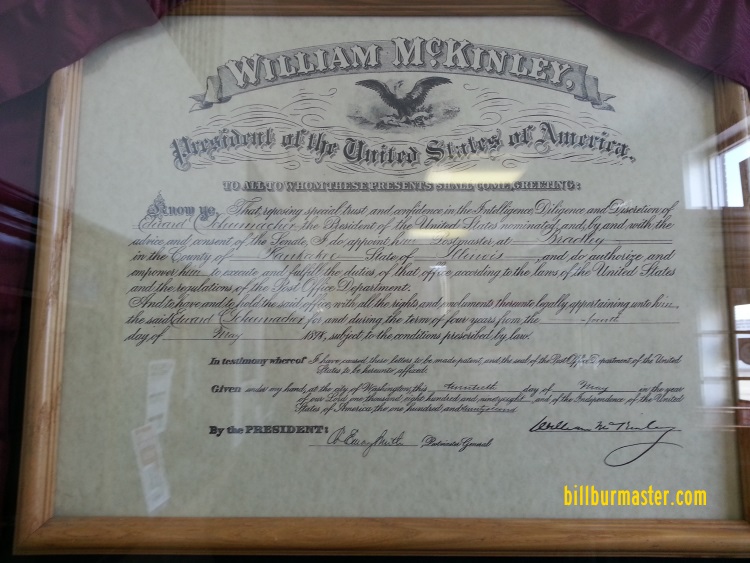 WILLIAM McKINLEY,
President of the United States of America.
TO ALL TO WHOM THESE PRESENTS SHALL COME, GREETING:
Know ye, That, reposing special trust and confidence in the Intelligence, Diligence and Discretion of
Edward Schumacher, the President of the United States nominated, and by and with the
advice and consent of the Senate, I do appoint him Postmaster at Bradley
in the County of Kankakee State of Illinois, and do authorize and
empower him to execute and fulfill the duties of that office according to the laws of the United States
and the regulations of the Post Office Department.
And to have and to hold the said office, with all the rights and emoluments thereunto legally appertaining unto him,
the said Edward Schumacher for and during the term of four years from the fourth
day of May 1898, subject to the conditions prescribed by law.
In testimony whereof I have caused these letters to be made patent, and the seal of the Post Office Department of the United
States to be hereunto affixed.
Given under my hand, at the city of Washington, this day of May in the year
of our Lord one thousand eight hundred and ninety eight, and of the Independence of the United
States of America, the one hundred and twenty second
By the PRESIDENT:
William McKinley
Postmaster General
billburmaster.com